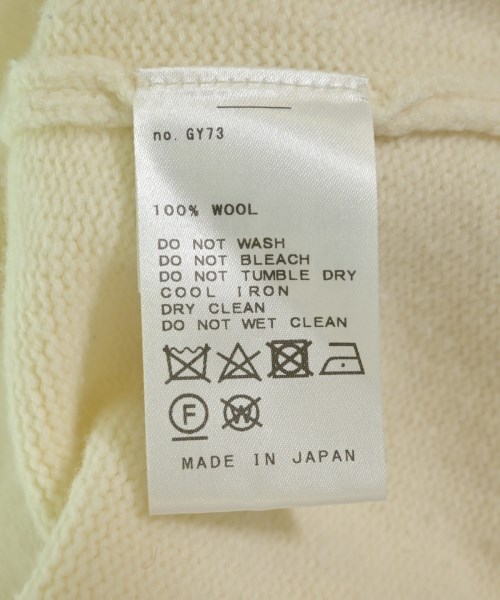 no. GY73
100% WOOL
DO NOT WASH
DO NOT BLEACH
DO NOT TUMBLE DRY
COOL IRON
DRY CLEAN
DO NOT WET CLEAN
F W
MADE IN JAPAN